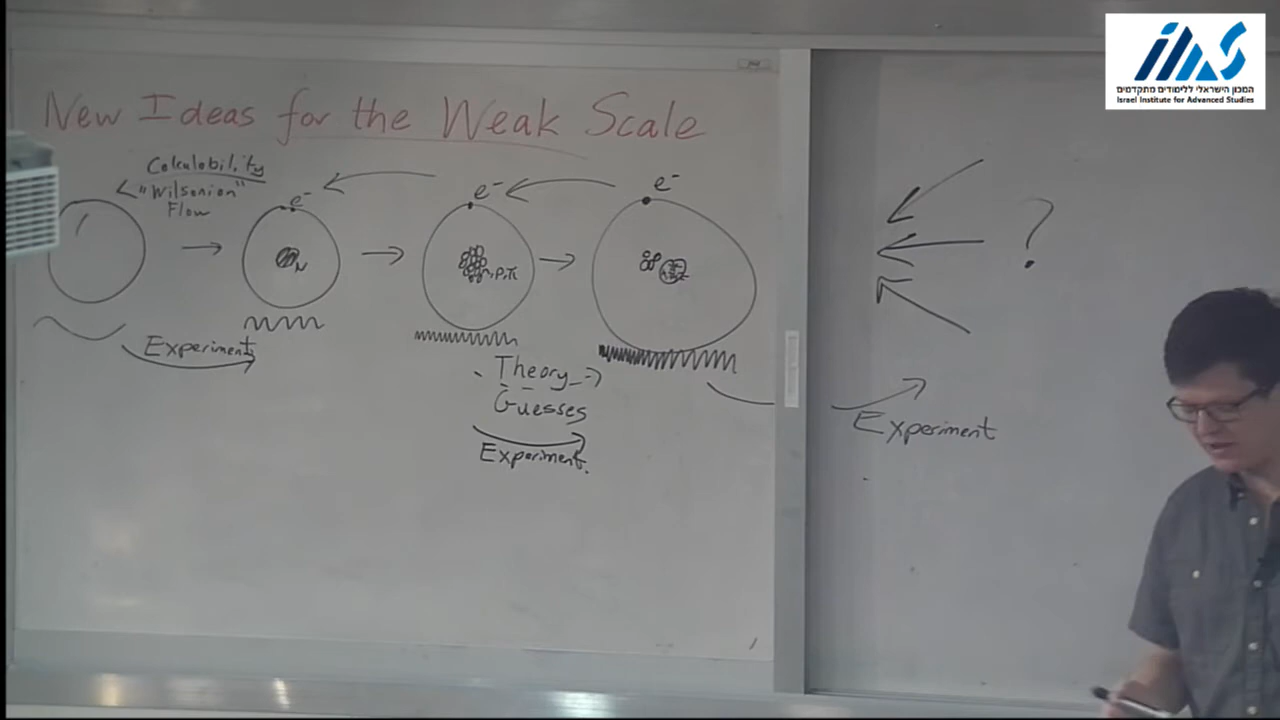 המכון הישראלי ללימודים מתקדמים
Israel Institute for Advanced Studies
New Ideas for the Weak Scale
Calculability
"Wilsonian"
Flow
e-
e-
e-
N
n,p,π
?
Experiment
Theory
Guesses
Experiment
Experiment